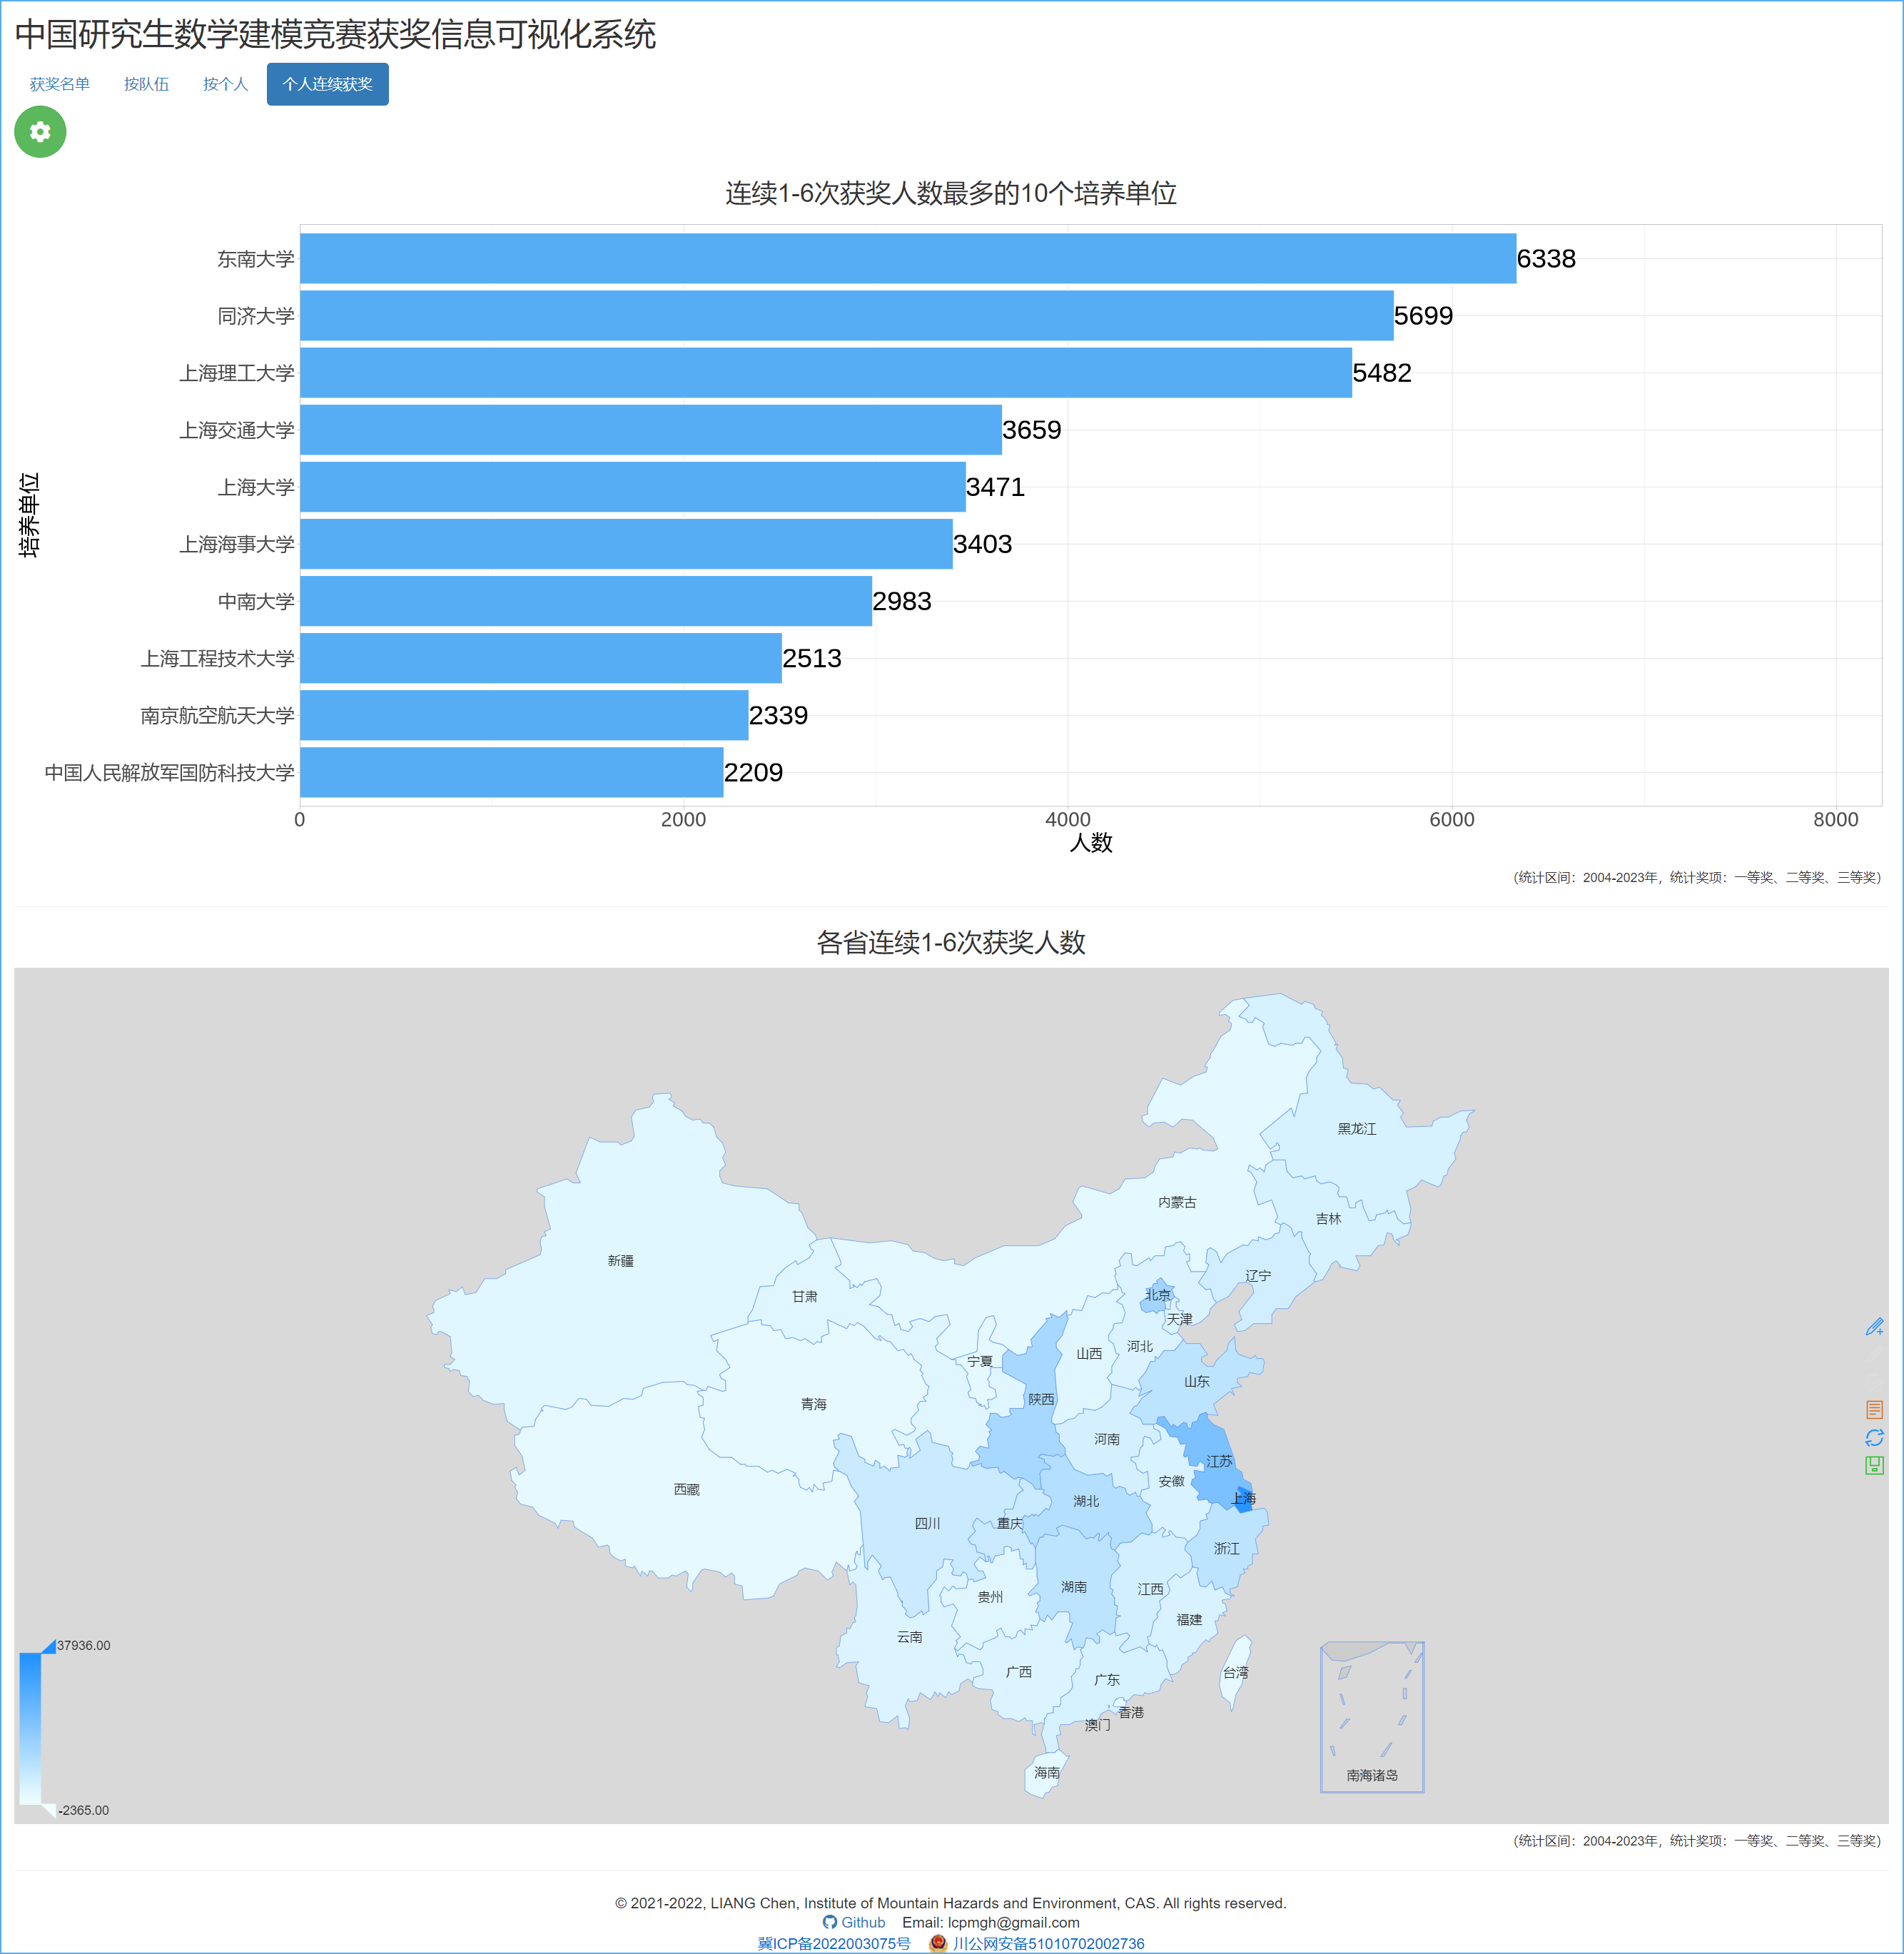 中国研究生数学建模竞赛获奖信息可视化系统
获奖名单 按队伍 按个人 个人连续获奖
连续1-6次获奖人数最多的10个培养单位
培养单位
东南大学 6338
同济大学 5699
上海理工大学 5482
上海交通大学 3659
上海大学 3471
上海海事大学 3403
中南大学 2983
上海工程技术大学 2513
南京航空航天大学 2339
中国人民解放军国防科技大学 2209
0 2000 4000 6000 8000
人数
(统计区间：2004-2023年，统计奖项：一等奖、二等奖、三等奖)
各省连续1-6次获奖人数
黑龙江
内蒙古
吉林
新疆
辽宁
甘肃
北京
天津
河北
山西
宁夏
山东
陕西
青海
河南
江苏
安徽
西藏
上海
湖北
四川
重庆
浙江
湖南
江西
贵州
福建
云南
37936.00
广西
台湾
广东
香港
澳门
海南
南海诸岛
-2365.00
(统计区间：2004-2023年，统计奖项：一等奖、二等奖、三等奖)
© 2021-2022, LIANG Chen, Institute of Mountain Hazards and Environment, CAS. All rights reserved.
Github Email: lcpmgh@gmail.com
冀ICP备2022003075号 川公网安备51010702002736